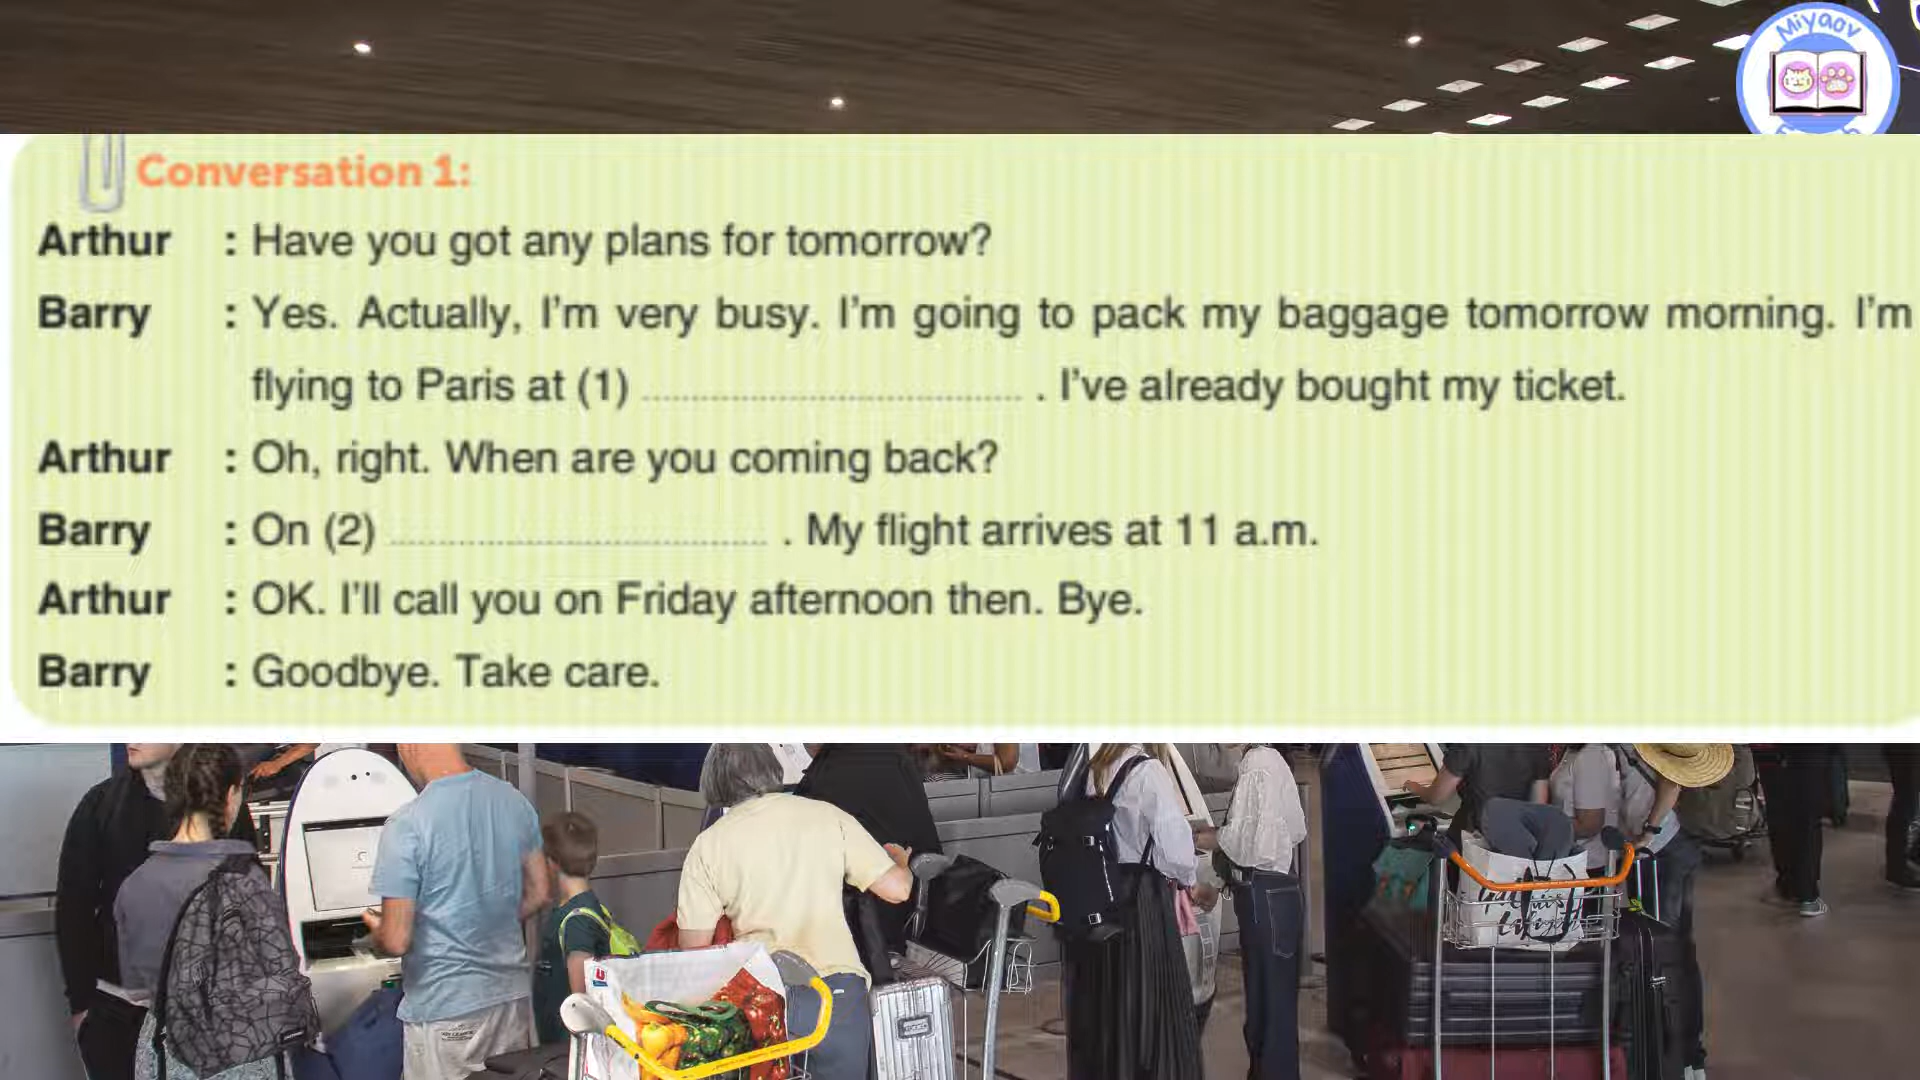 Miyaov
Conversation 1:
Arthur : Have you got any plans for tomorrow?
Barry : Yes. Actually, I'm very busy. I'm going to pack my baggage tomorrow morning. I'm
flying to Paris at (1) ........................................ . I've already bought my ticket.
Arthur : Oh, right. When are you coming back?
Barry : On (2) ........................................ . My flight arrives at 11 a.m.
Arthur : OK. I'll call you on Friday afternoon then. Bye.
Barry : Goodbye. Take care.